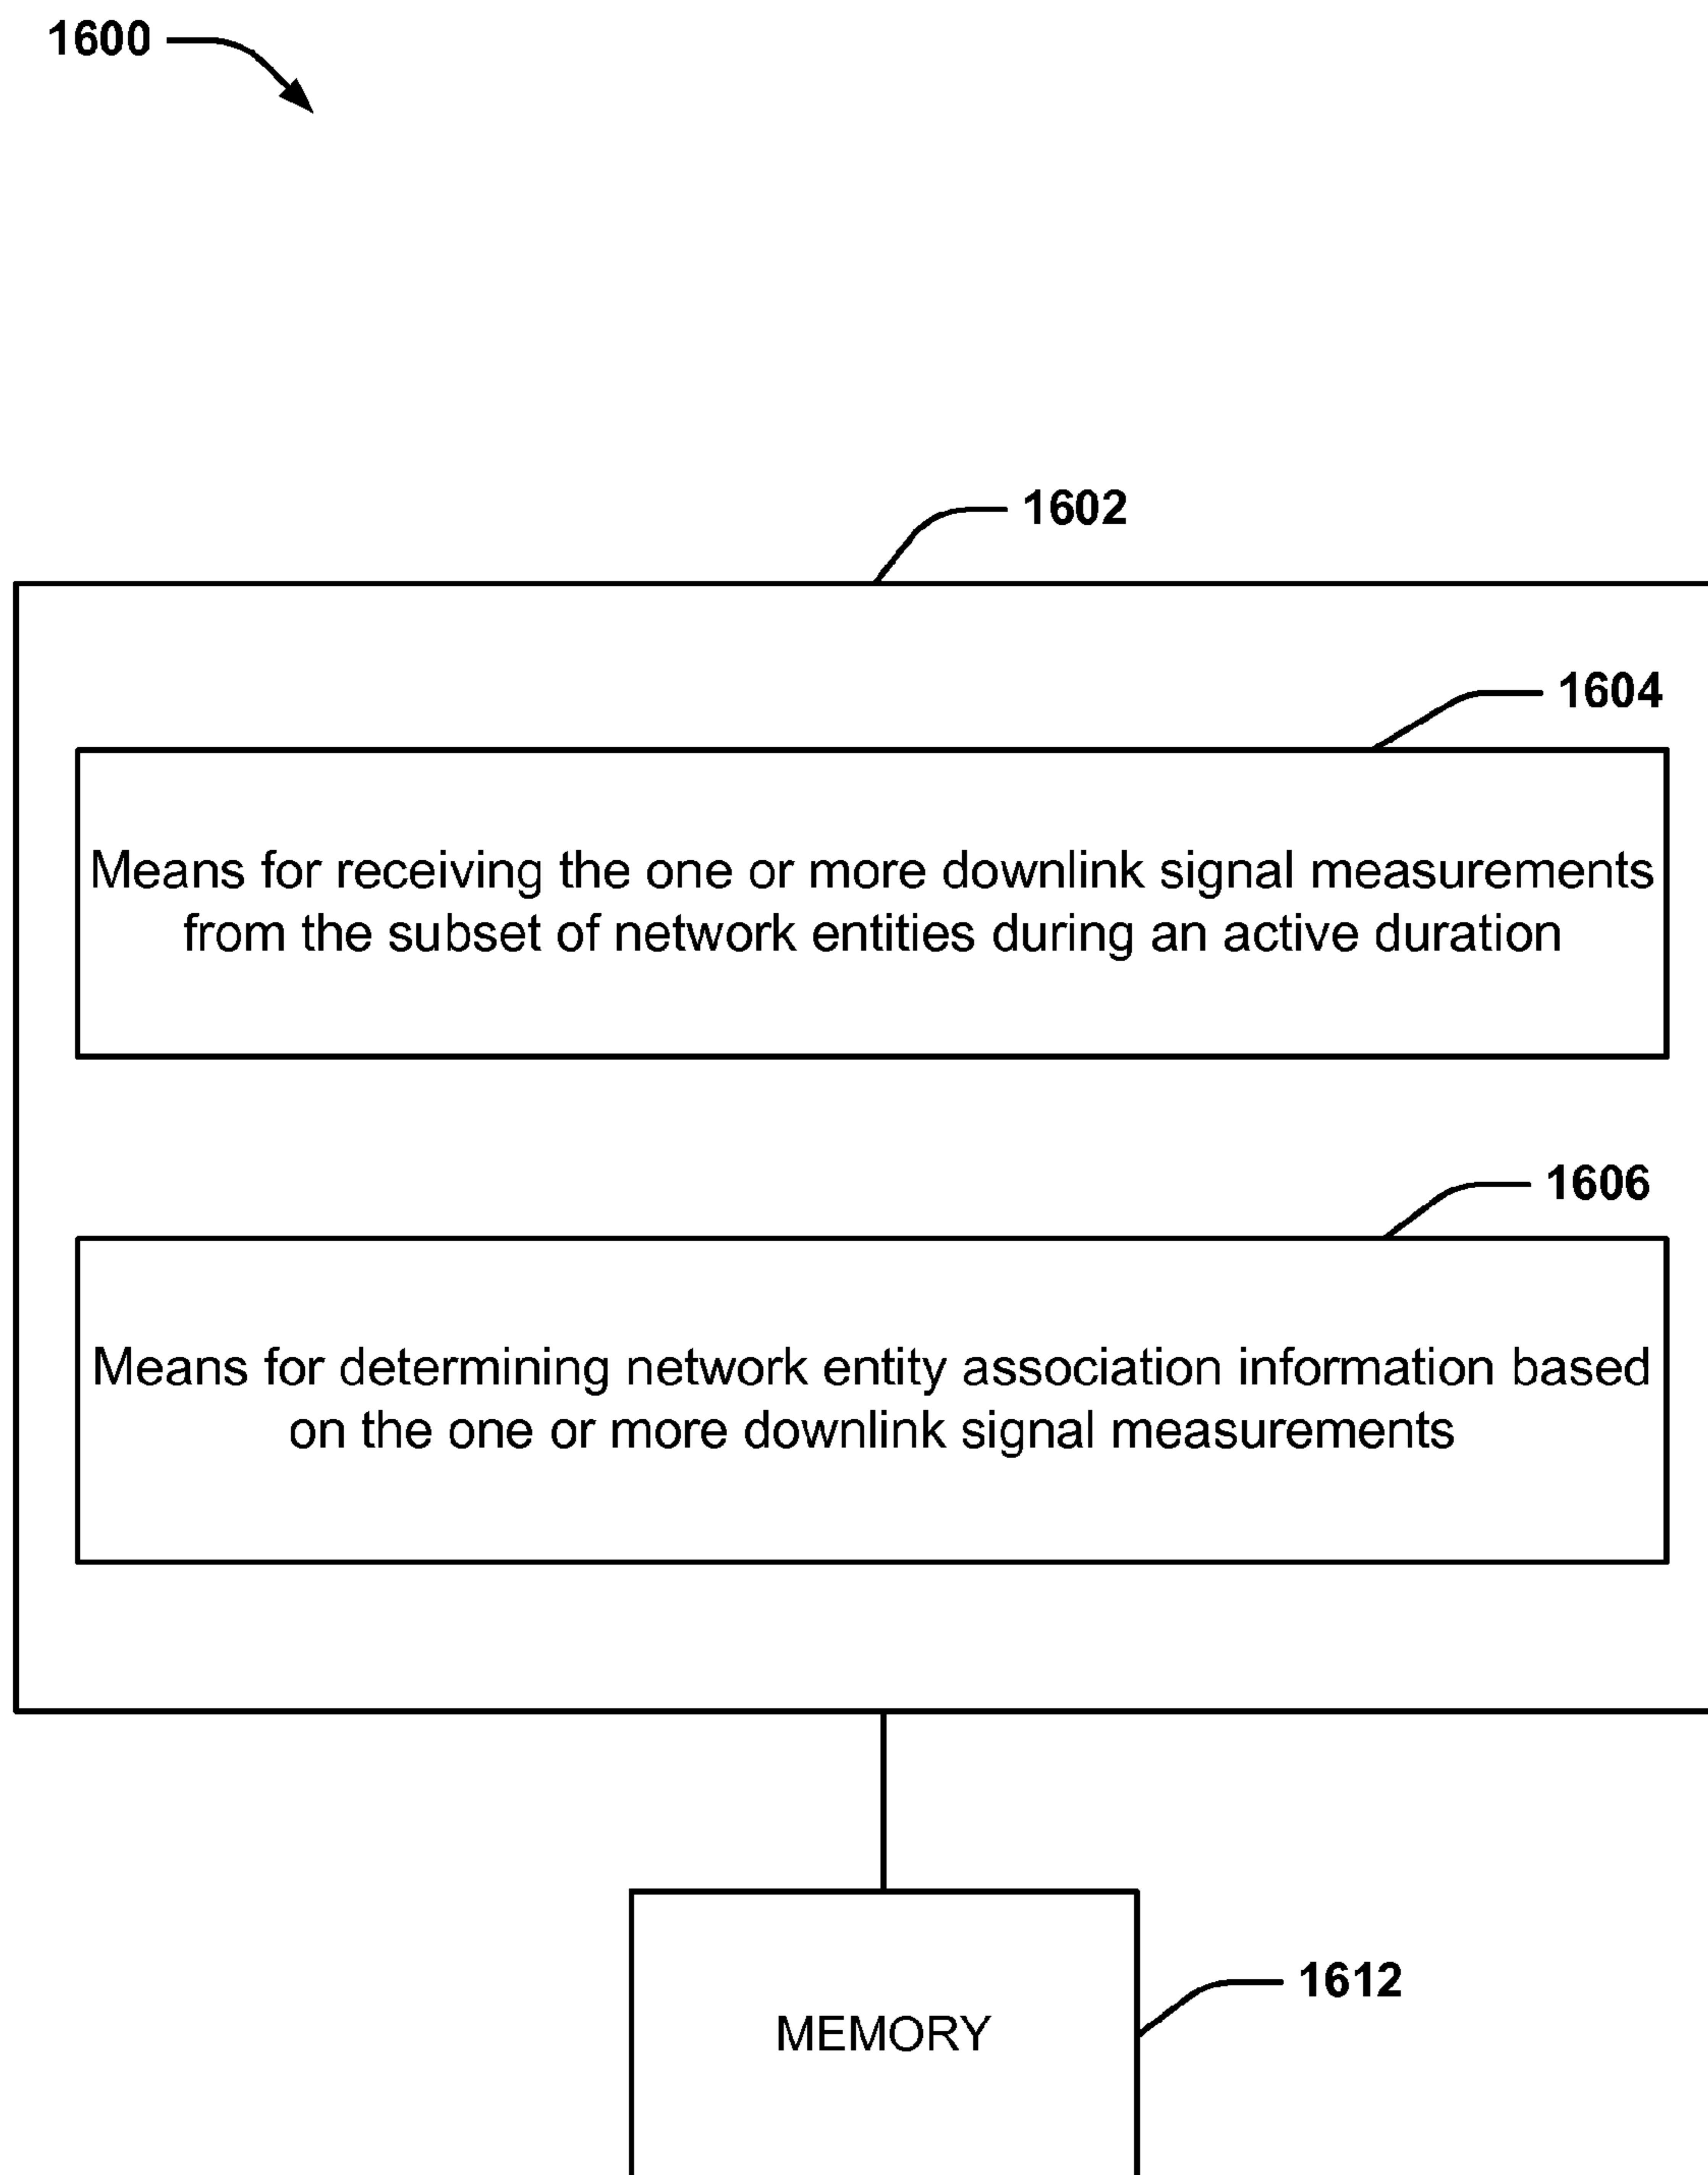 1600
1602
1604
Means for receiving the one or more downlink signal measurements
from the subset of network entities during an active duration
1606
Means for determining network entity association information based
on the one or more downlink signal measurements
1612
MEMORY